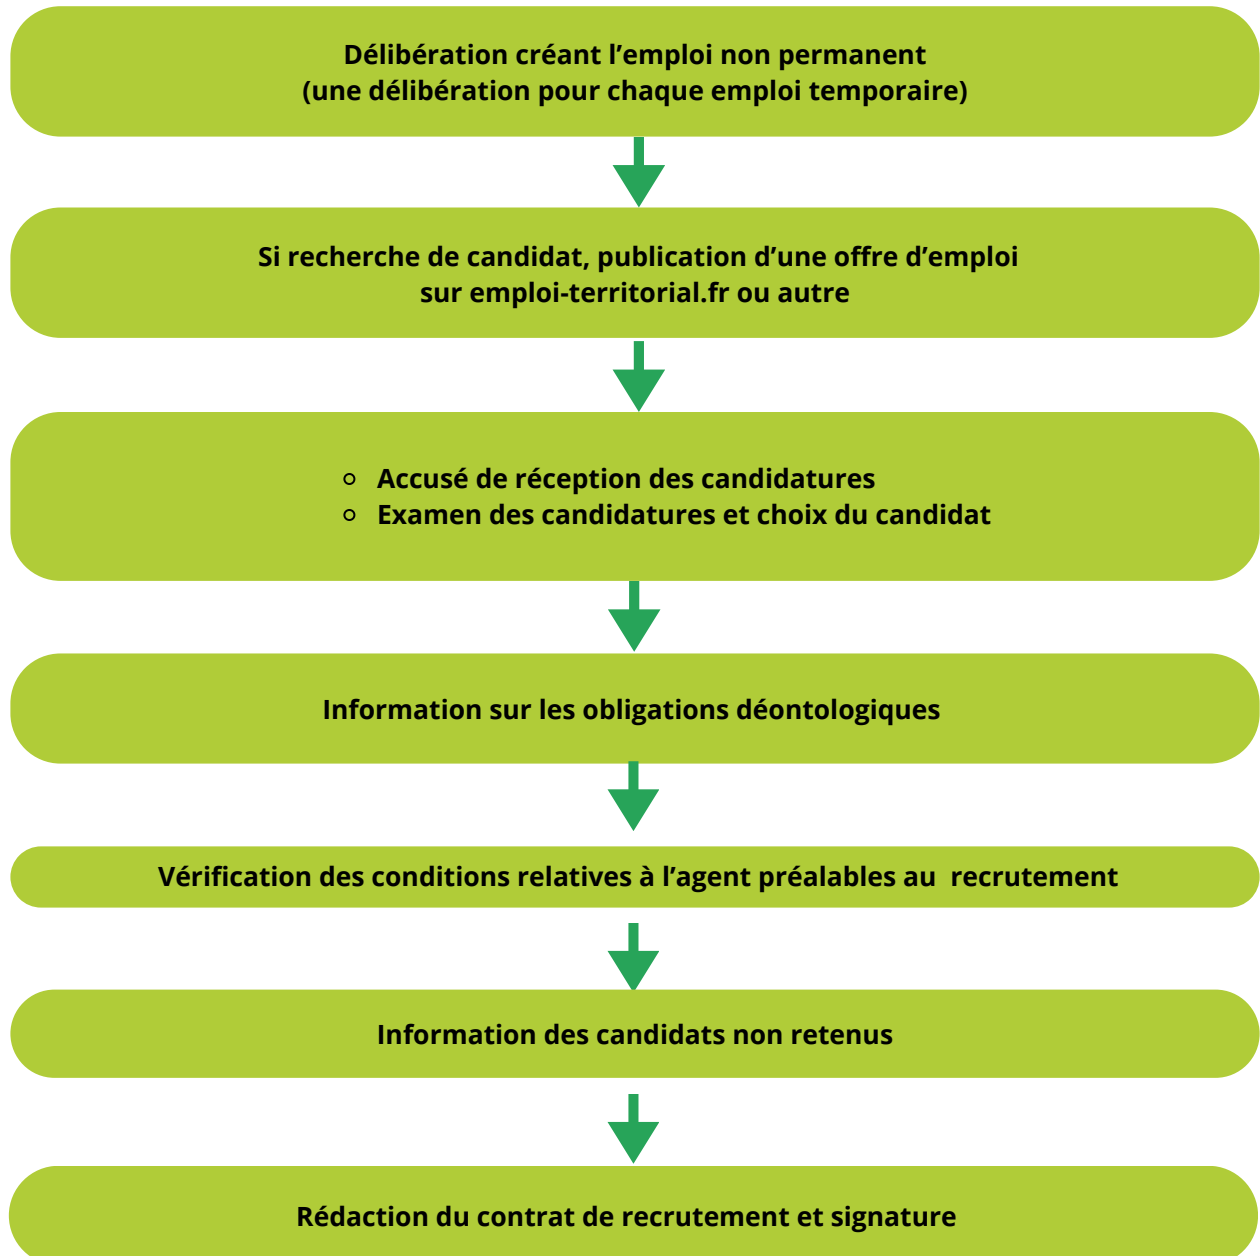 Délibération créant l’emploi non permanent
(une délibération pour chaque emploi temporaire)
Si recherche de candidat, publication d’une offre d’emploi
sur emploi-territorial.fr ou autre
Accusé de réception des candidatures
Examen des candidatures et choix du candidat
Information sur les obligations déontologiques
Vérification des conditions relatives à l’agent préalables au recrutement
Information des candidats non retenus
Rédaction du contrat de recrutement et signature